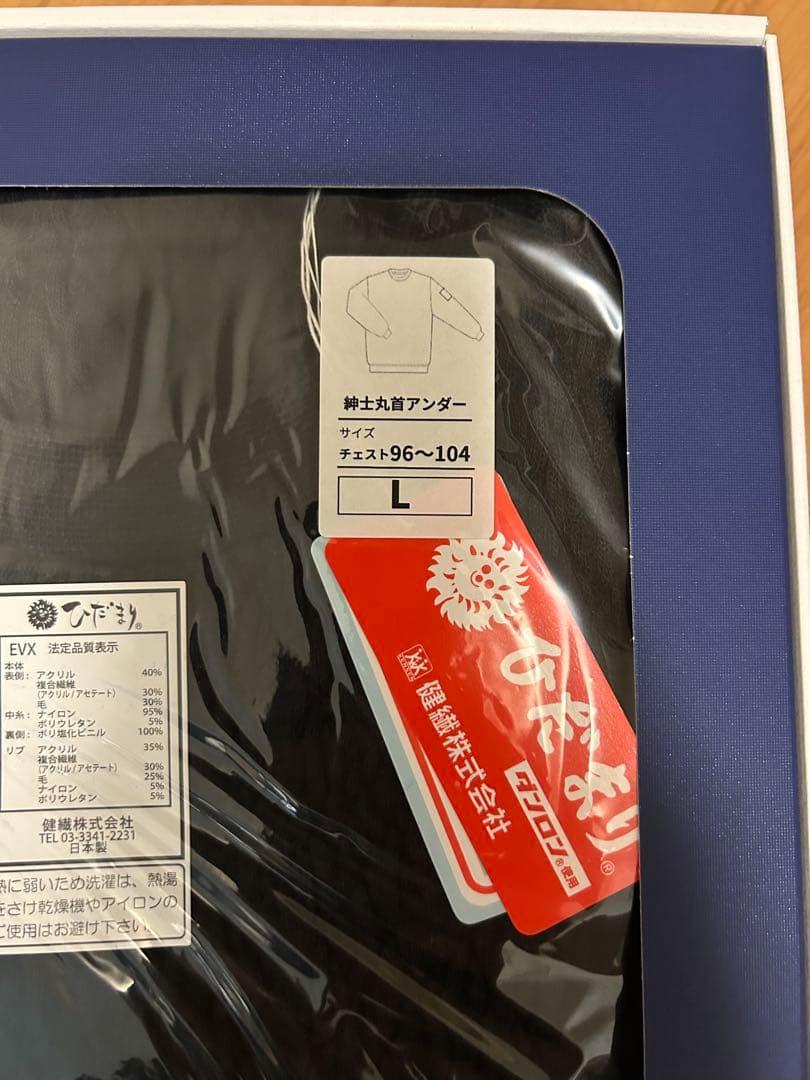 紳士丸首アンダー
サイズ
チェスト96〜104
L
ひだまり®
EVX 法定品質表示
本体
表側： アクリル 40%
複合繊維
(アクリル/アセテート) 30%
毛 30%
中糸： ナイロン 95%
ポリウレタン 5%
裏側： ポリ塩化ビニル 100%
リブ アクリル 35%
複合繊維
(アクリル/アセテート) 30%
毛 25%
ナイロン 5%
ポリウレタン 5%
健繊株式会社
TEL 03-3341-2231
日本製
熱に弱いため洗濯は、熱湯
をさけ乾燥機やアイロンの
ご使用はお避け下さい。
ひだまり®
健繊株式会社
ダンロン®使用